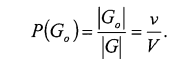 P(G_o) = |G_o| / |G| = v / V.